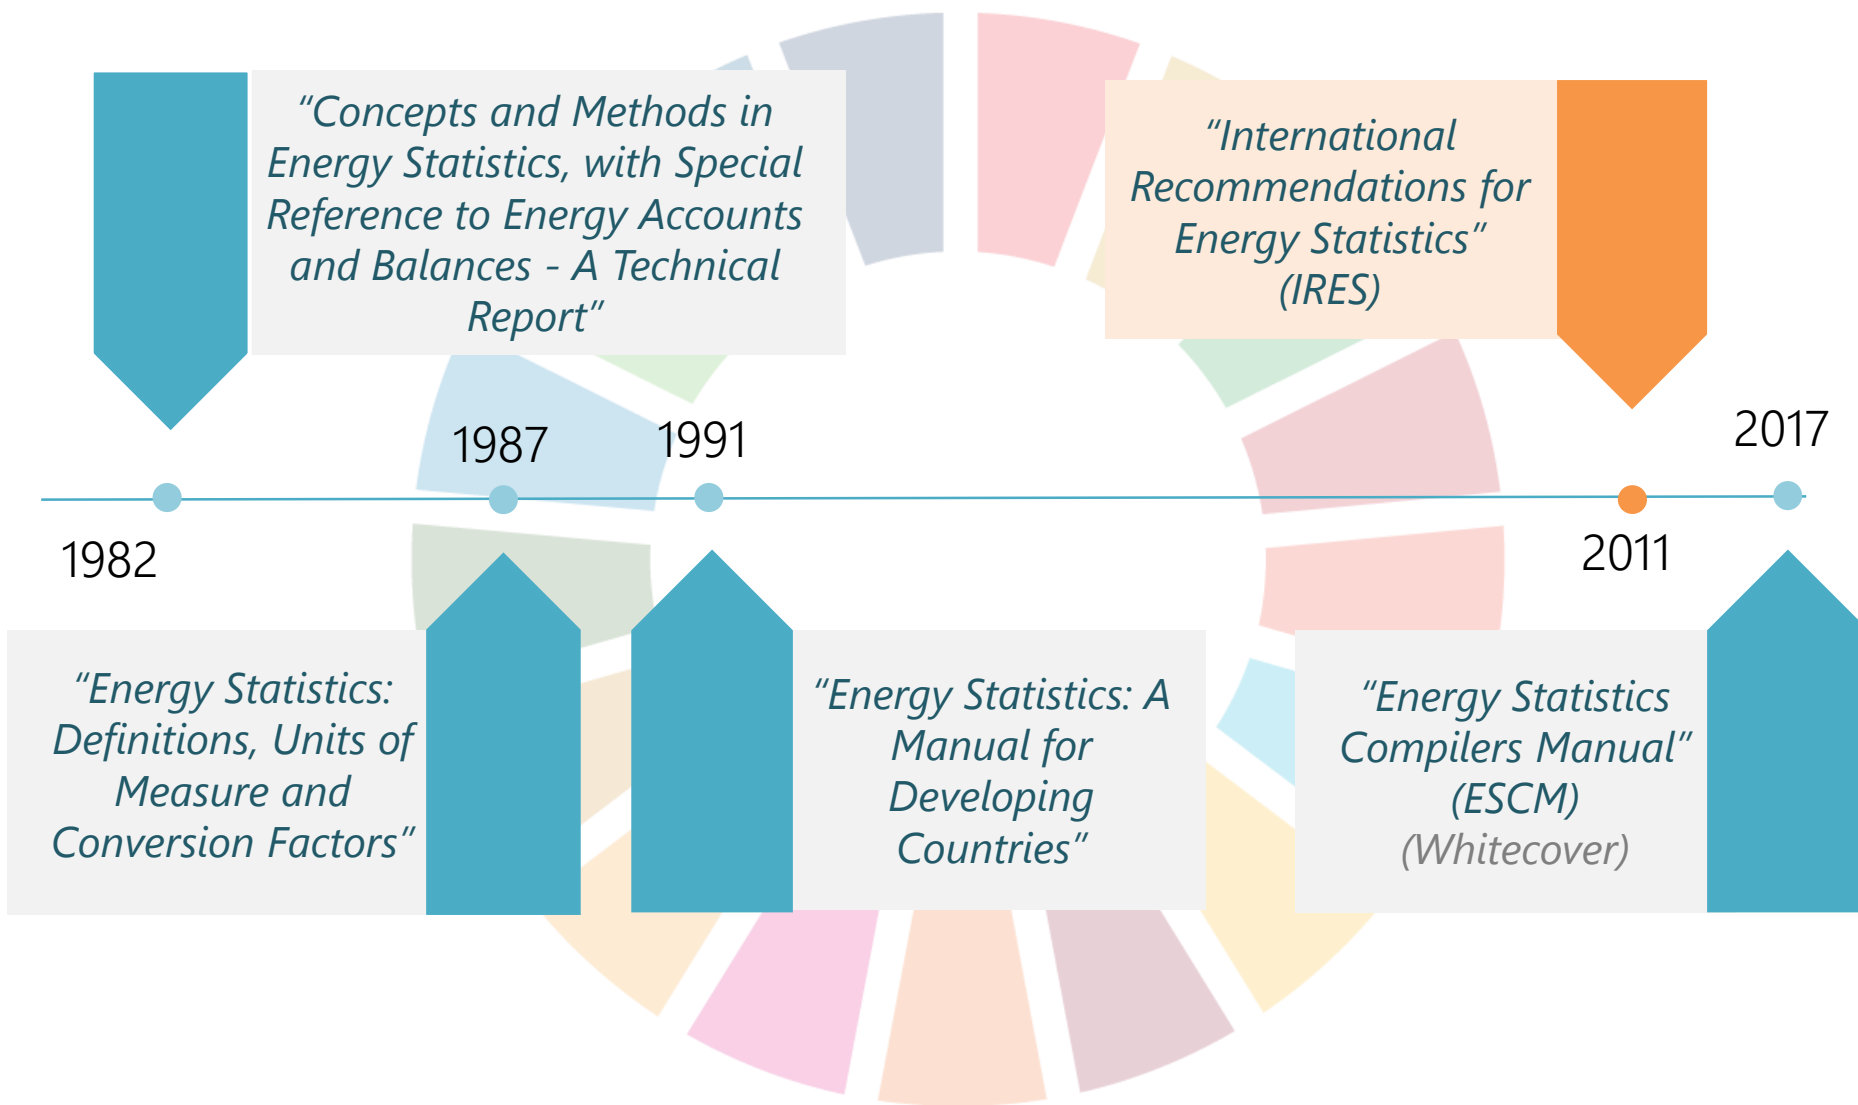 “Concepts and Methods in
Energy Statistics, with Special
Reference to Energy Accounts
and Balances - A Technical
Report”
“International
Recommendations for
Energy Statistics”
(IRES)
1987
1991
2017
1982
2011
“Energy Statistics:
Definitions, Units of
Measure and
Conversion Factors”
“Energy Statistics: A
Manual for
Developing
Countries”
“Energy Statistics
Compilers Manual”
(ESCM)
(Whitecover)